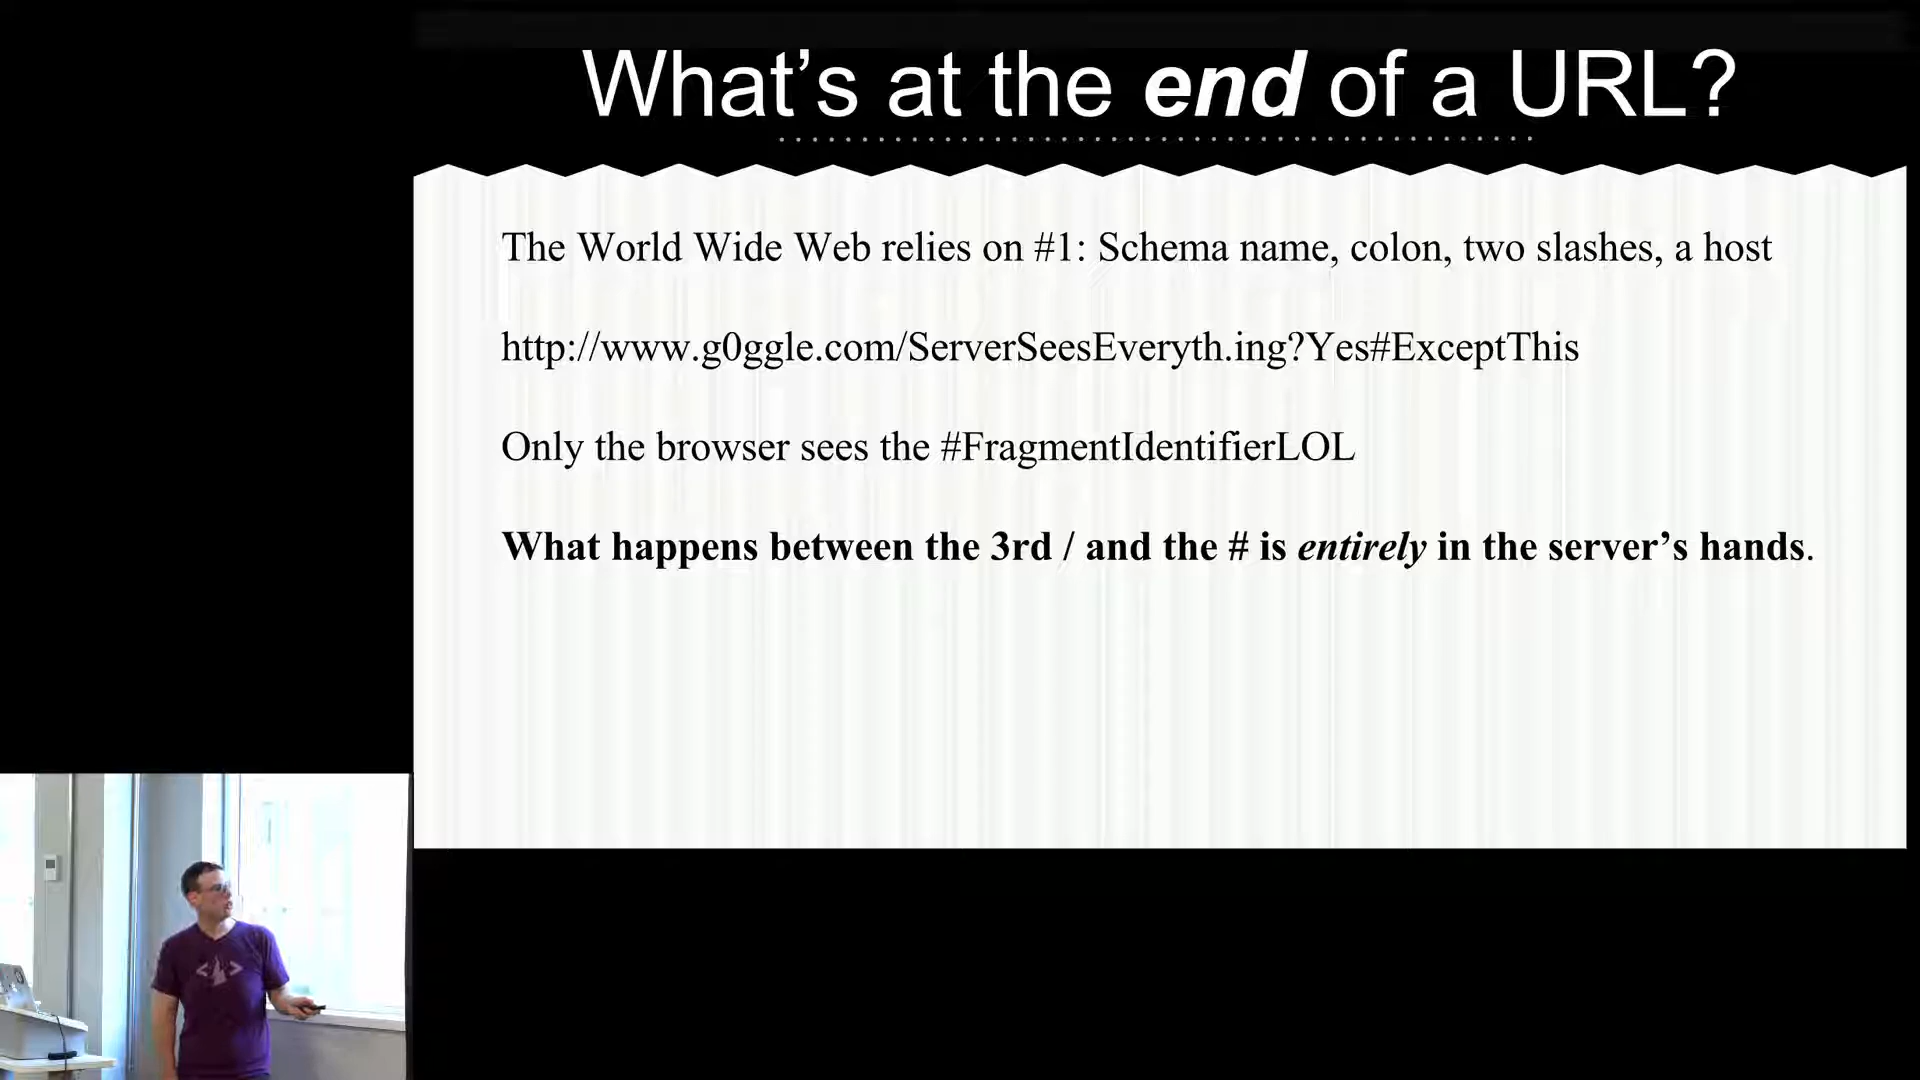 What’s at the end of a URL?
The World Wide Web relies on #1: Schema name, colon, two slashes, a host
http://www.g0ggle.com/ServerSeesEveryth.ing?Yes#ExceptThis
Only the browser sees the #FragmentIdentifierLOL
What happens between the 3rd / and the # is entirely in the server’s hands.